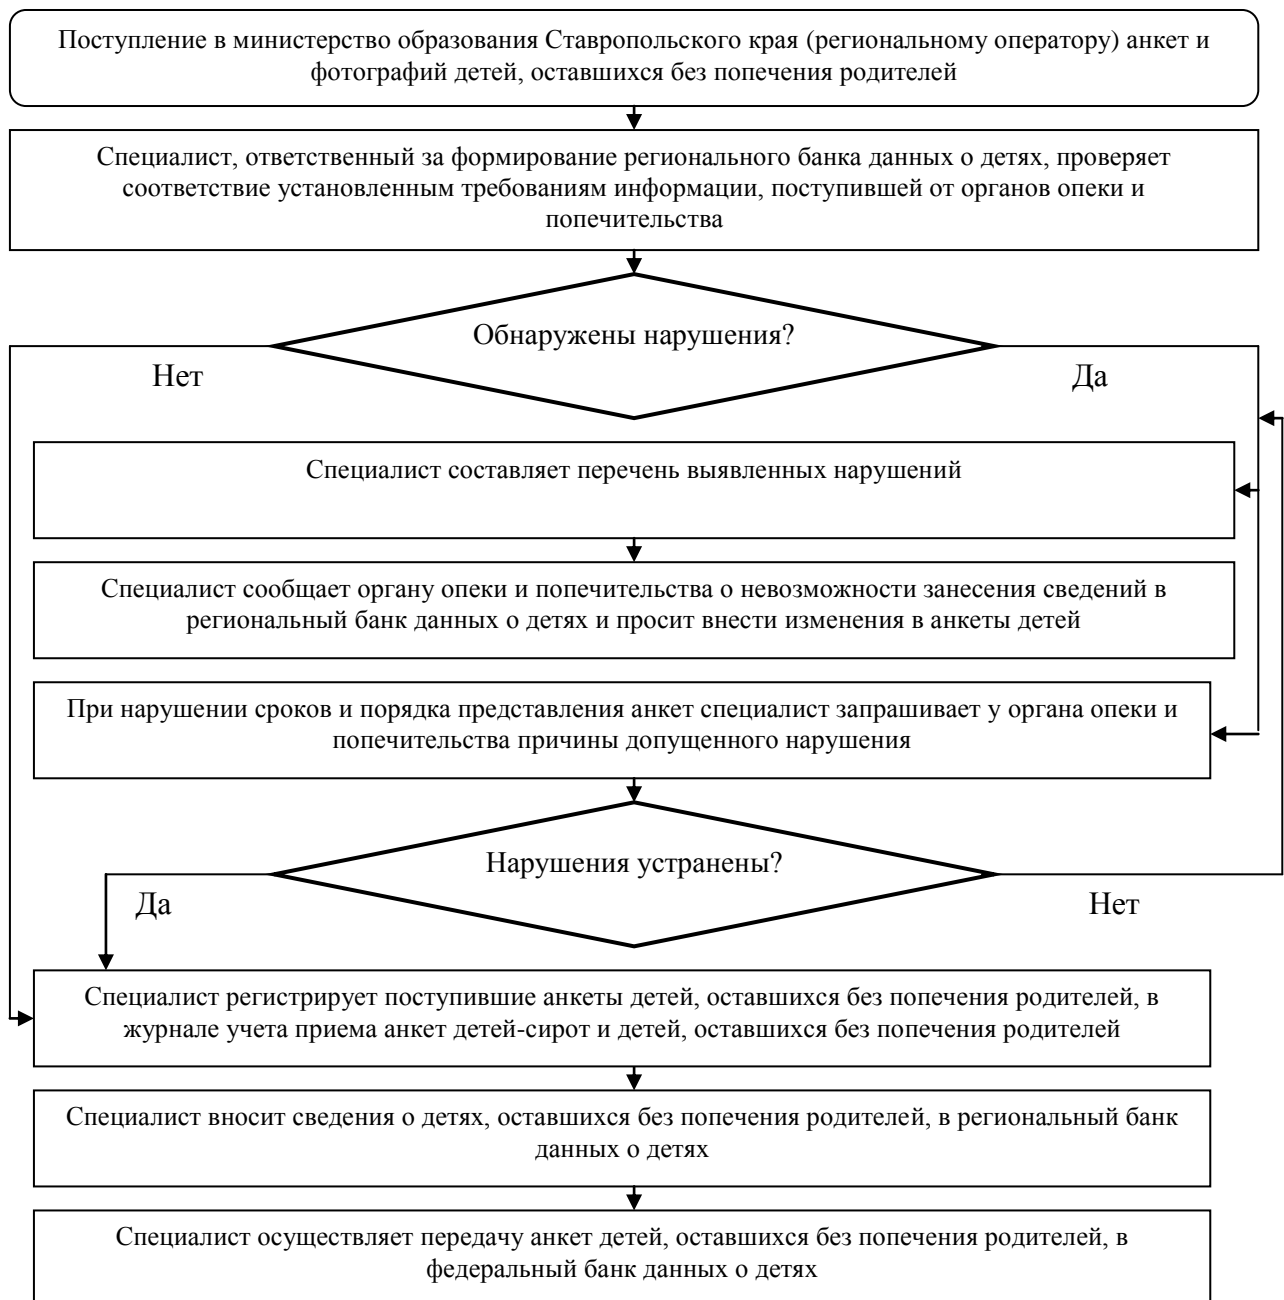 Поступление в министерство образования Ставропольского края (региональному оператору) анкет и
фотографий детей, оставшихся без попечения родителей
Специалист, ответственный за формирование регионального банка данных о детях, проверяет
соответствие установленным требованиям информации, поступившей от органов опеки и
попечительства
Обнаружены нарушения?
Нет
Да
Специалист составляет перечень выявленных нарушений
Специалист сообщает органу опеки и попечительства о невозможности занесения сведений в
региональный банк данных о детях и просит внести изменения в анкеты детей
При нарушении сроков и порядка представления анкет специалист запрашивает у органа опеки и
попечительства причины допущенного нарушения
Нарушения устранены?
Да
Нет
Специалист регистрирует поступившие анкеты детей, оставшихся без попечения родителей, в
журнале учета приема анкет детей-сирот и детей, оставшихся без попечения родителей
Специалист вносит сведения о детях, оставшихся без попечения родителей, в региональный банк
данных о детях
Специалист осуществляет передачу анкет детей, оставшихся без попечения родителей, в
федеральный банк данных о детях